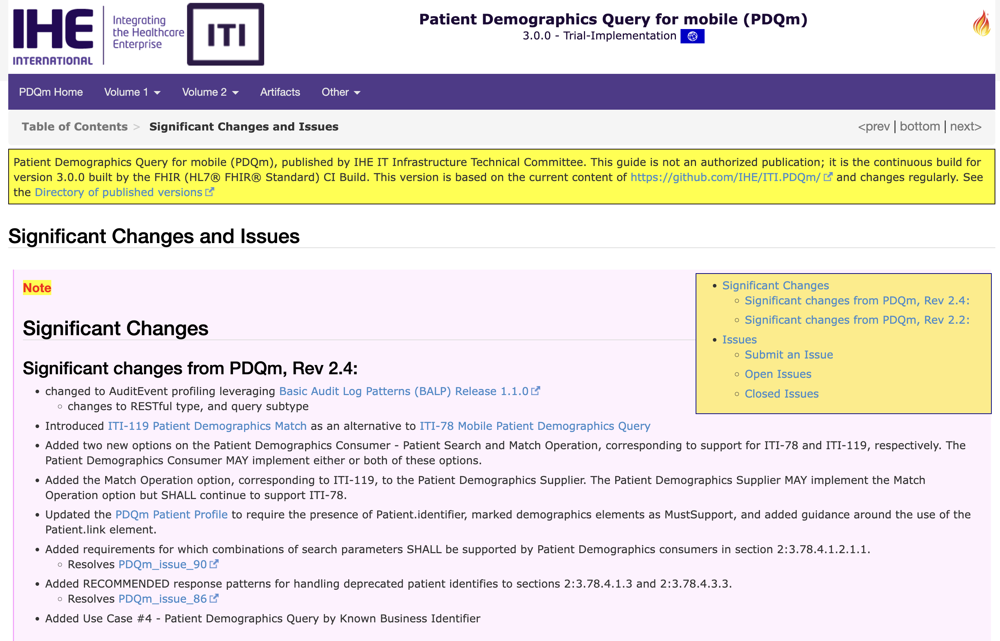 IHE
INTERNATIONAL
Integrating
the Healthcare
Enterprise
ITI
Patient Demographics Query for mobile (PDQm)
3.0.0 - Trial-Implementation
PDQm Home Volume 1 Volume 2 Artifacts Other
Table of Contents > Significant Changes and Issues
<prev | bottom | next>
Patient Demographics Query for mobile (PDQm), published by IHE IT Infrastructure Technical Committee. This guide is not an authorized publication; it is the continuous build for
version 3.0.0 built by the FHIR (HL7® FHIR® Standard) CI Build. This version is based on the current content of https://github.com/IHE/ITI.PDQm/ and changes regularly. See
the Directory of published versions
Significant Changes and Issues
Note
• Significant Changes
◦ Significant changes from PDQm, Rev 2.4:
◦ Significant changes from PDQm, Rev 2.2:
• Issues
◦ Submit an Issue
◦ Open Issues
◦ Closed Issues
Significant Changes
Significant changes from PDQm, Rev 2.4:
• changed to AuditEvent profiling leveraging Basic Audit Log Patterns (BALP) Release 1.1.0
◦ changes to RESTful type, and query subtype
• Introduced ITI-119 Patient Demographics Match as an alternative to ITI-78 Mobile Patient Demographics Query
• Added two new options on the Patient Demographics Consumer - Patient Search and Match Operation, corresponding to support for ITI-78 and ITI-119, respectively. The
Patient Demographics Consumer MAY implement either or both of these options.
• Added the Match Operation option, corresponding to ITI-119, to the Patient Demographics Supplier. The Patient Demographics Supplier MAY implement the Match
Operation option but SHALL continue to support ITI-78.
• Updated the PDQm Patient Profile to require the presence of Patient.identifier, marked demographics elements as MustSupport, and added guidance around the use of the
Patient.link element.
• Added requirements for which combinations of search parameters SHALL be supported by Patient Demographics consumers in section 2:3.78.4.1.2.1.1.
◦ Resolves PDQm_issue_90
• Added RECOMMENDED response patterns for handling deprecated patient identifies to sections 2:3.78.4.1.3 and 2:3.78.4.3.3.
◦ Resolves PDQm_issue_86
• Added Use Case #4 - Patient Demographics Query by Known Business Identifier